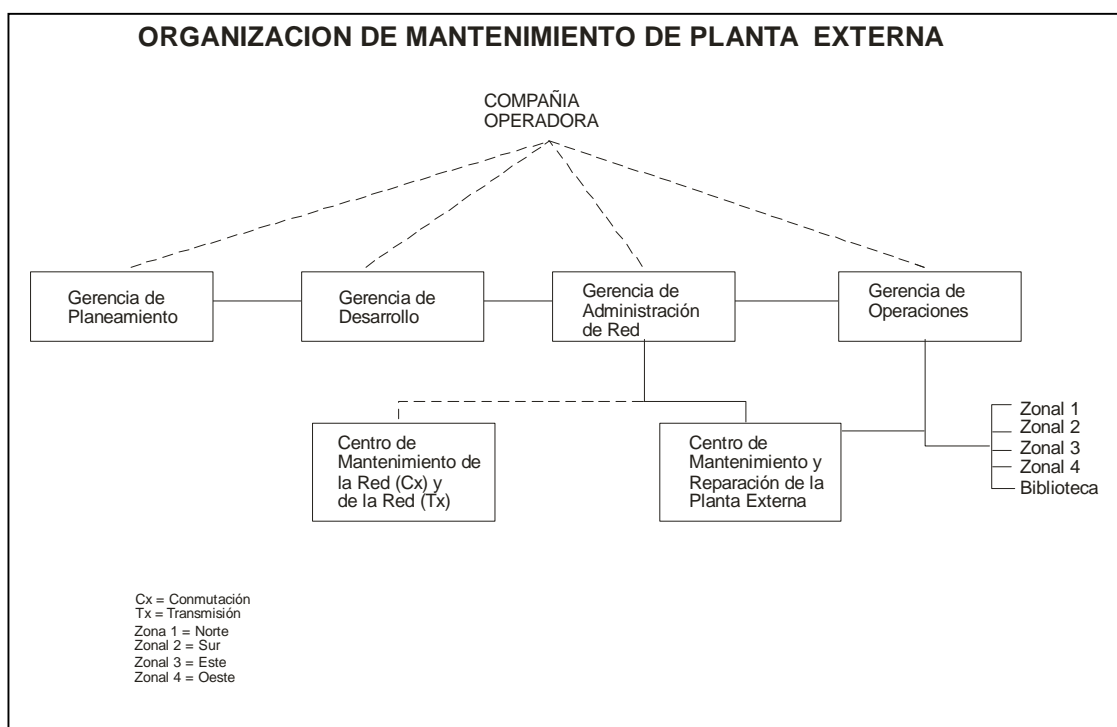 ORGANIZACION DE MANTENIMIENTO DE PLANTA EXTERNA
COMPAÑIA
OPERADORA
Gerencia de
Planeamiento
Gerencia de
Desarrollo
Gerencia de
Administración
de Red
Gerencia de
Operaciones
Centro de
Mantenimiento de
la Red (Cx) y
de la Red (Tx)
Centro de
Mantenimiento y
Reparación de la
Planta Externa
Zonal 1
Zonal 2
Zonal 3
Zonal 4
Biblioteca
Cx = Conmutación
Tx = Transmisión
Zona 1 = Norte
Zonal 2 = Sur
Zonal 3 = Este
Zonal 4 = Oeste